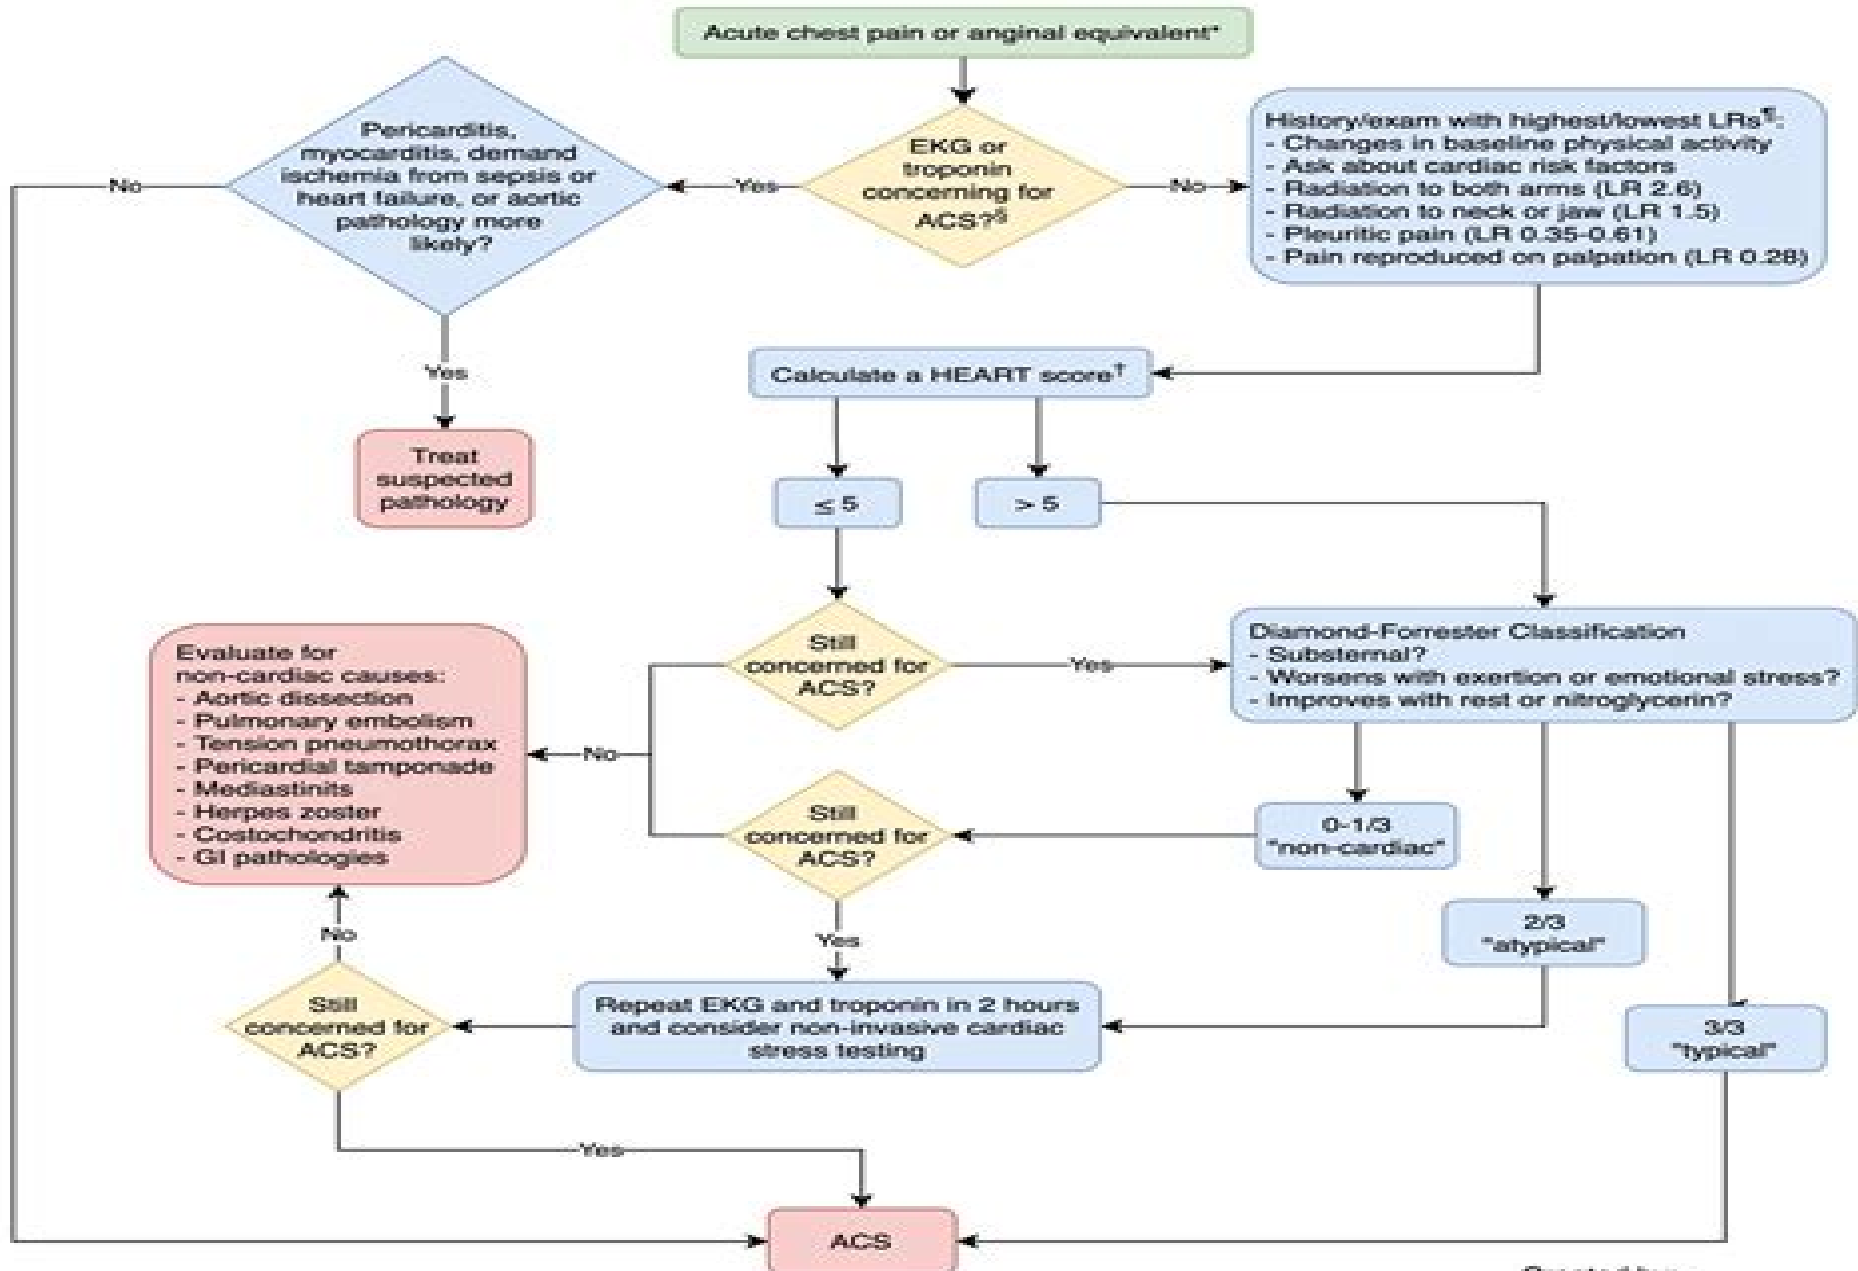 Acute chest pain or anginal equivalent*
Pericarditis,
myocarditis, demand
ischemia from sepsis or
heart failure, or aortic
pathology more
likely?
No
Yes
EKG or
troponin
concerning for
ACS?§
No
History/exam with highest/lowest LRs¶:
- Changes in baseline physical activity
- Ask about cardiac risk factors
- Radiation to both arms (LR 2.6)
- Radiation to neck or jaw (LR 1.5)
- Pleuritic pain (LR 0.35-0.61)
- Pain reproduced on palpation (LR 0.28)
Yes
Treat
suspected
pathology
Calculate a HEART score†
≤ 5
> 5
Still
concerned for
ACS?
Yes
Diamond-Forrester Classification
- Substernal?
- Worsens with exertion or emotional stress?
- Improves with rest or nitroglycerin?
Evaluate for
non-cardiac causes:
- Aortic dissection
- Pulmonary embolism
- Tension pneumothorax
- Pericardial tamponade
- Mediastinits
- Herpes zoster
- Costochondritis
- GI pathologies
No
Still
concerned for
ACS?
0-1/3
"non-cardiac"
2/3
"atypical"
3/3
"typical"
Yes
No
Still
concerned for
ACS?
Repeat EKG and troponin in 2 hours
and consider non-invasive cardiac
stress testing
Yes
ACS